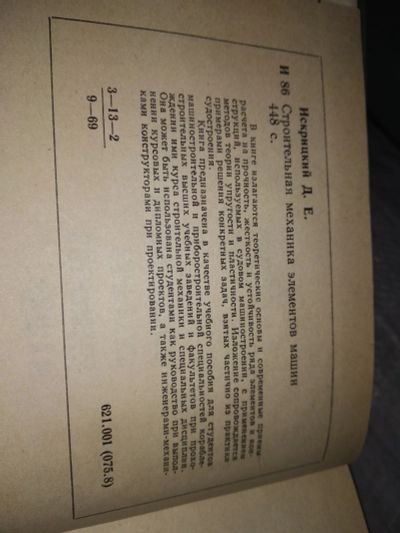 Искрицкий Д. Е.
И 86 Строительная механика элементов машин
448 с.
В книге излагаются теоретические основы и современные приемы
расчета на прочность, жесткость и устойчивость ряда элементов и кон-
струкций, используемых в судовом машиностроении, с применением
методов теории упругости и пластичности. Изложение сопровождается
примерами решения конкретных задач, взятых частично из практики
судостроения.
Книга предназначена в качестве учебного пособия для студентов
машиностроительной и приборостроительной специальностей корабле-
строительных высших учебных заведений и факультетов при прохо-
ждении ими курса строительной механики и специальных дисциплин.
Она может быть использована студентами как руководство при выпол-
нении курсовых и дипломных проектов, а также инженерами-механи-
ками конструкторами при проектировании.
3—13—2
9—69
621.001 (075.8)